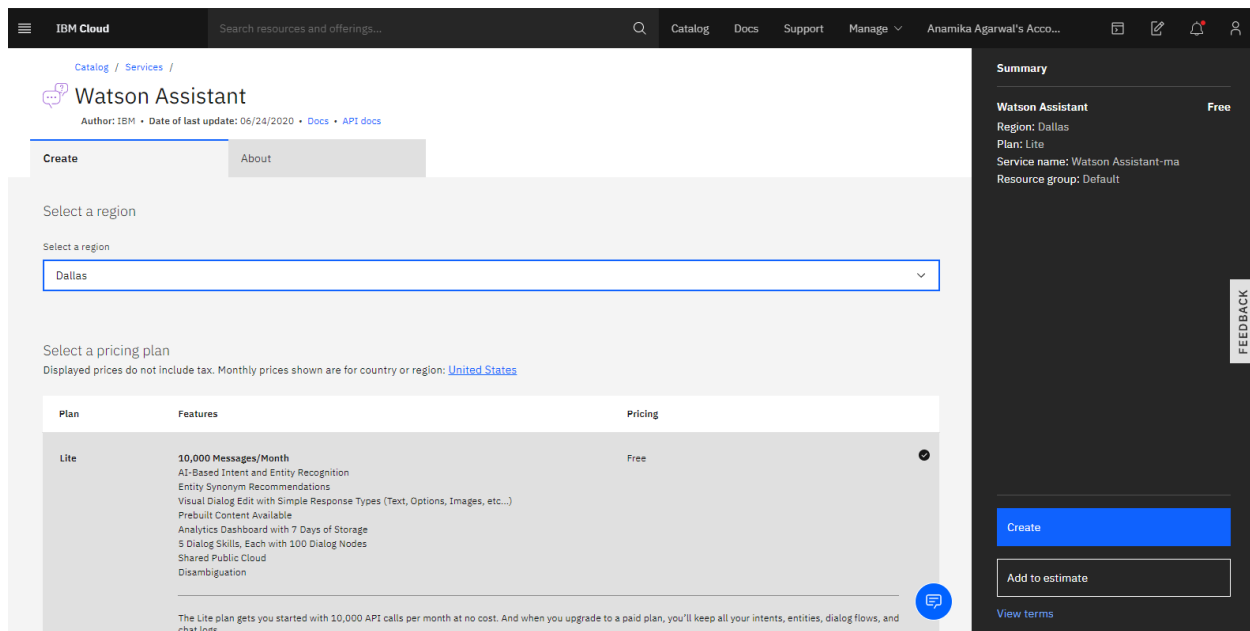 IBM Cloud
Search resources and offerings...
Catalog
Docs
Support
Manage
Anamika Agarwal's Acco...
Catalog / Services /
Watson Assistant
Author: IBM • Date of last update: 06/24/2020 • Docs • API docs
Create
About
Select a region
Select a region
Dallas
Select a pricing plan
Displayed prices do not include tax. Monthly prices shown are for country or region: United States
Plan
Features
Pricing
Lite
10,000 Messages/Month
Free
AI-Based Intent and Entity Recognition
Entity Synonym Recommendations
Visual Dialog Edit with Simple Response Types (Text, Options, Images, etc...)
Prebuilt Content Available
Analytics Dashboard with 7 Days of Storage
5 Dialog Skills, Each with 100 Dialog Nodes
Shared Public Cloud
Disambiguation
The Lite plan gets you started with 10,000 API calls per month at no cost. And when you upgrade to a paid plan, you'll keep all your intents, entities, dialog flows, and
chat logs.
Summary
Watson Assistant
Free
Region: Dallas
Plan: Lite
Service name: Watson Assistant-ma
Resource group: Default
FEEDBACK
Create
Add to estimate
View terms